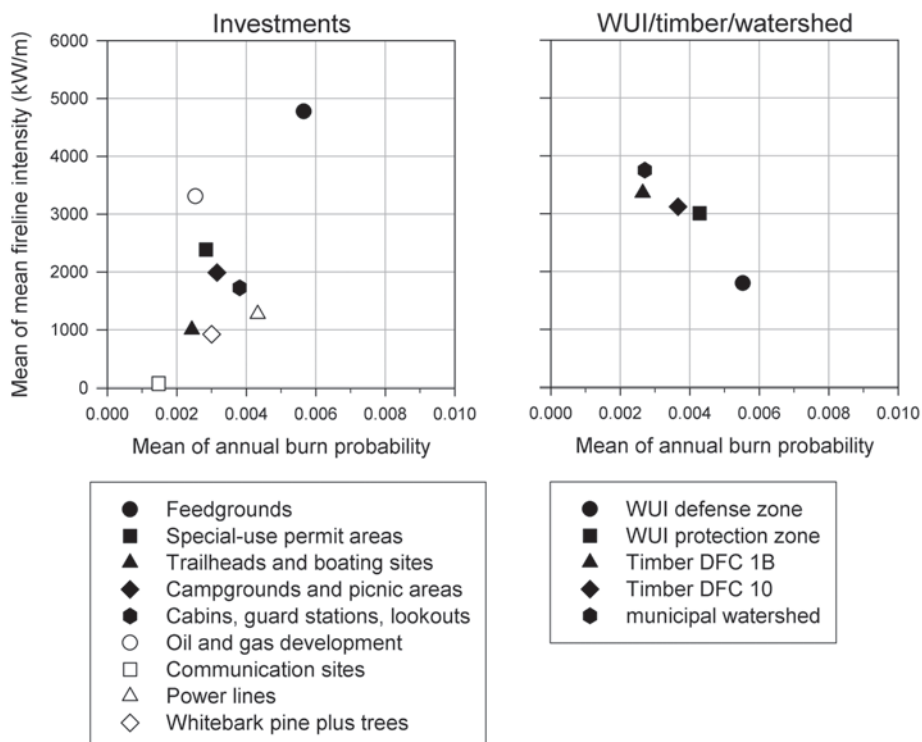 Investments
WUI/timber/watershed
Mean of mean fireline intensity (kW/m)
6000
5000
4000
3000
2000
1000
0
0.000 0.002 0.004 0.006 0.008 0.010
0.000 0.002 0.004 0.006 0.008 0.010
Mean of annual burn probability
Mean of annual burn probability
Feedgrounds
Special-use permit areas
Trailheads and boating sites
Campgrounds and picnic areas
Cabins, guard stations, lookouts
Oil and gas development
Communication sites
Power lines
Whitebark pine plus trees
WUI defense zone
WUI protection zone
Timber DFC 1B
Timber DFC 10
municipal watershed